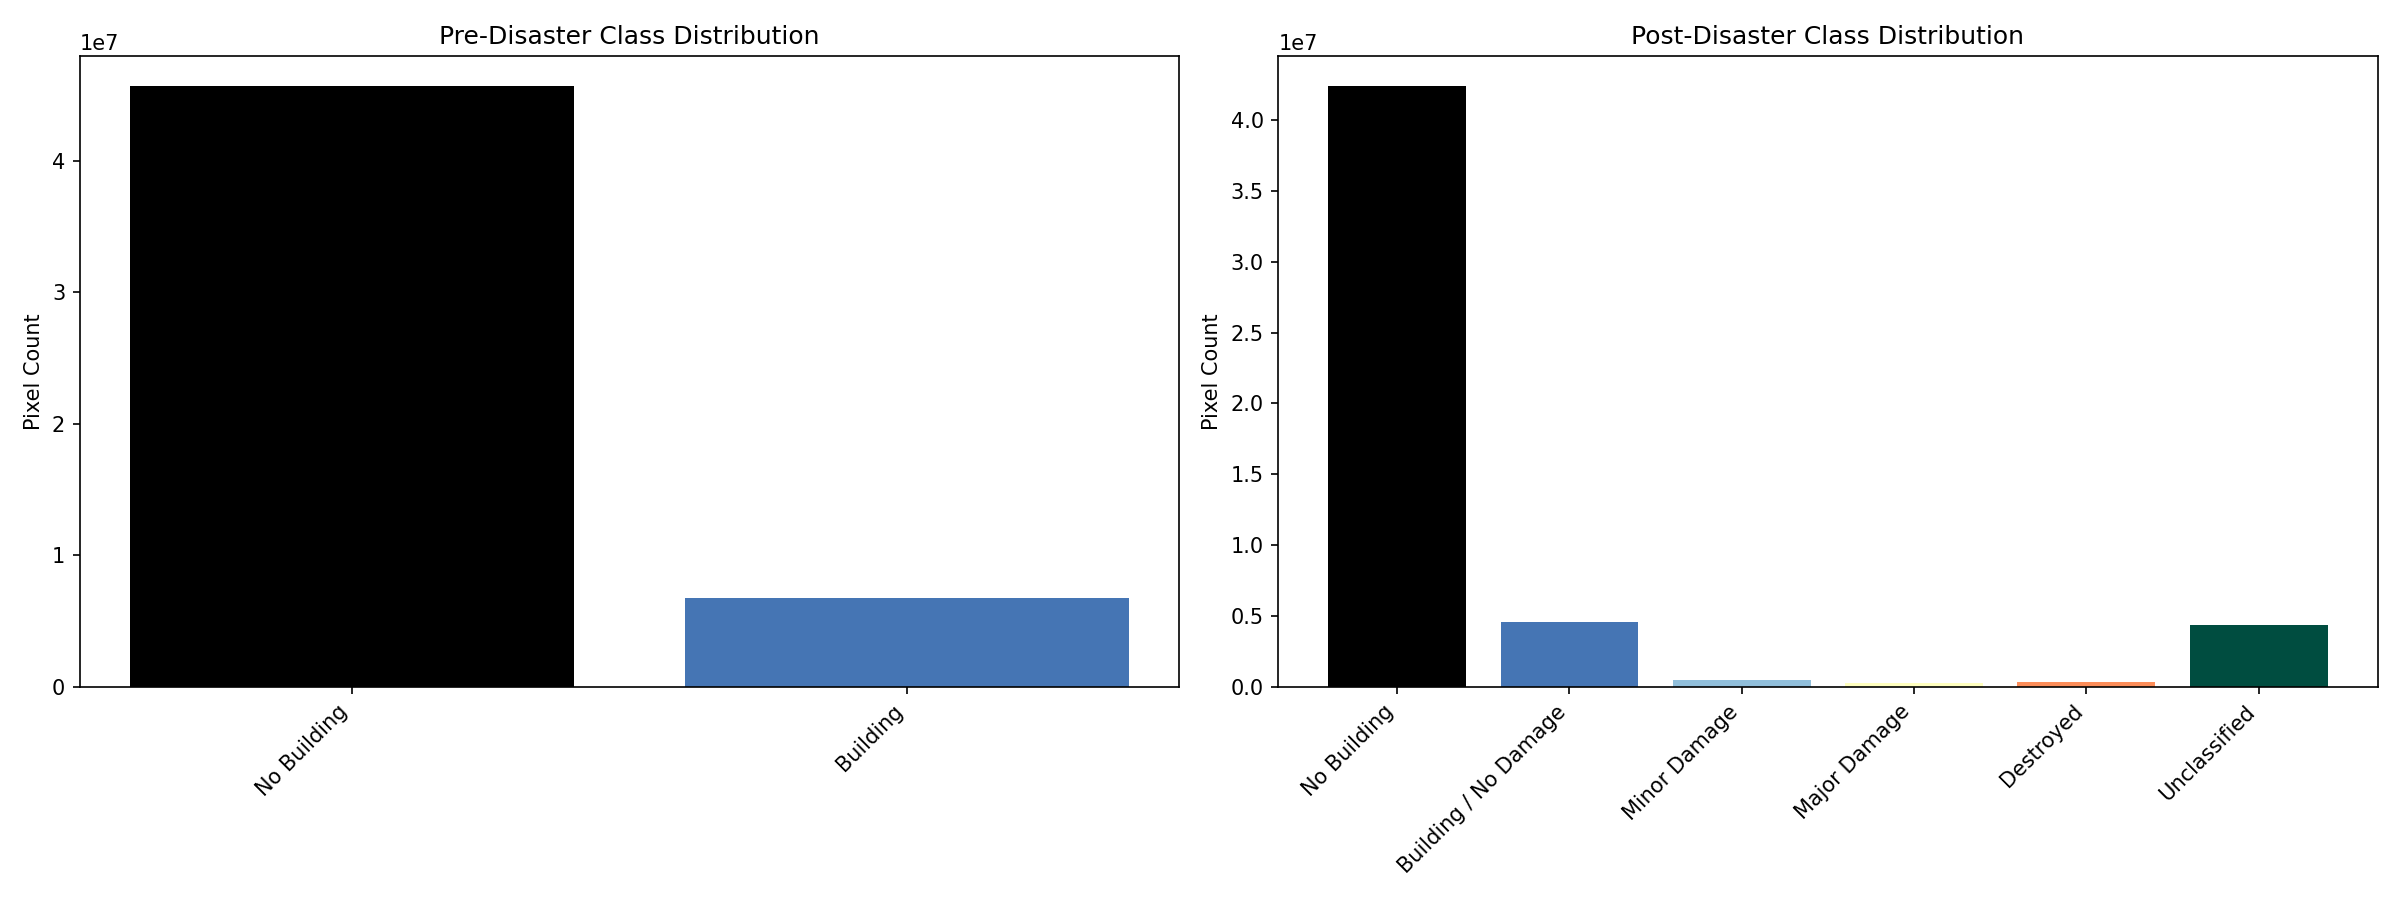 Pre-Disaster Class Distribution
1e7
4
3
2
1
0
Pixel Count
No Building
Building
Post-Disaster Class Distribution
1e7
4.0
3.5
3.0
2.5
2.0
1.5
1.0
0.5
0.0
Pixel Count
No Building
Building / No Damage
Minor Damage
Major Damage
Destroyed
Unclassified